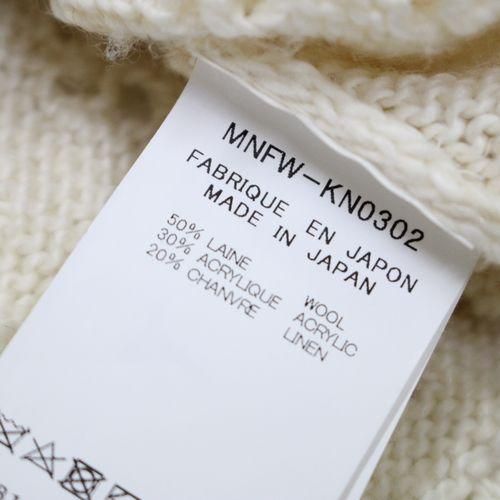 MNFW-KN0302
FABRIQUE EN JAPON
MADE IN JAPAN
50% LAINE WOOL
30% ACRYLIQUE ACRYLIC
20% CHANVRE LINEN